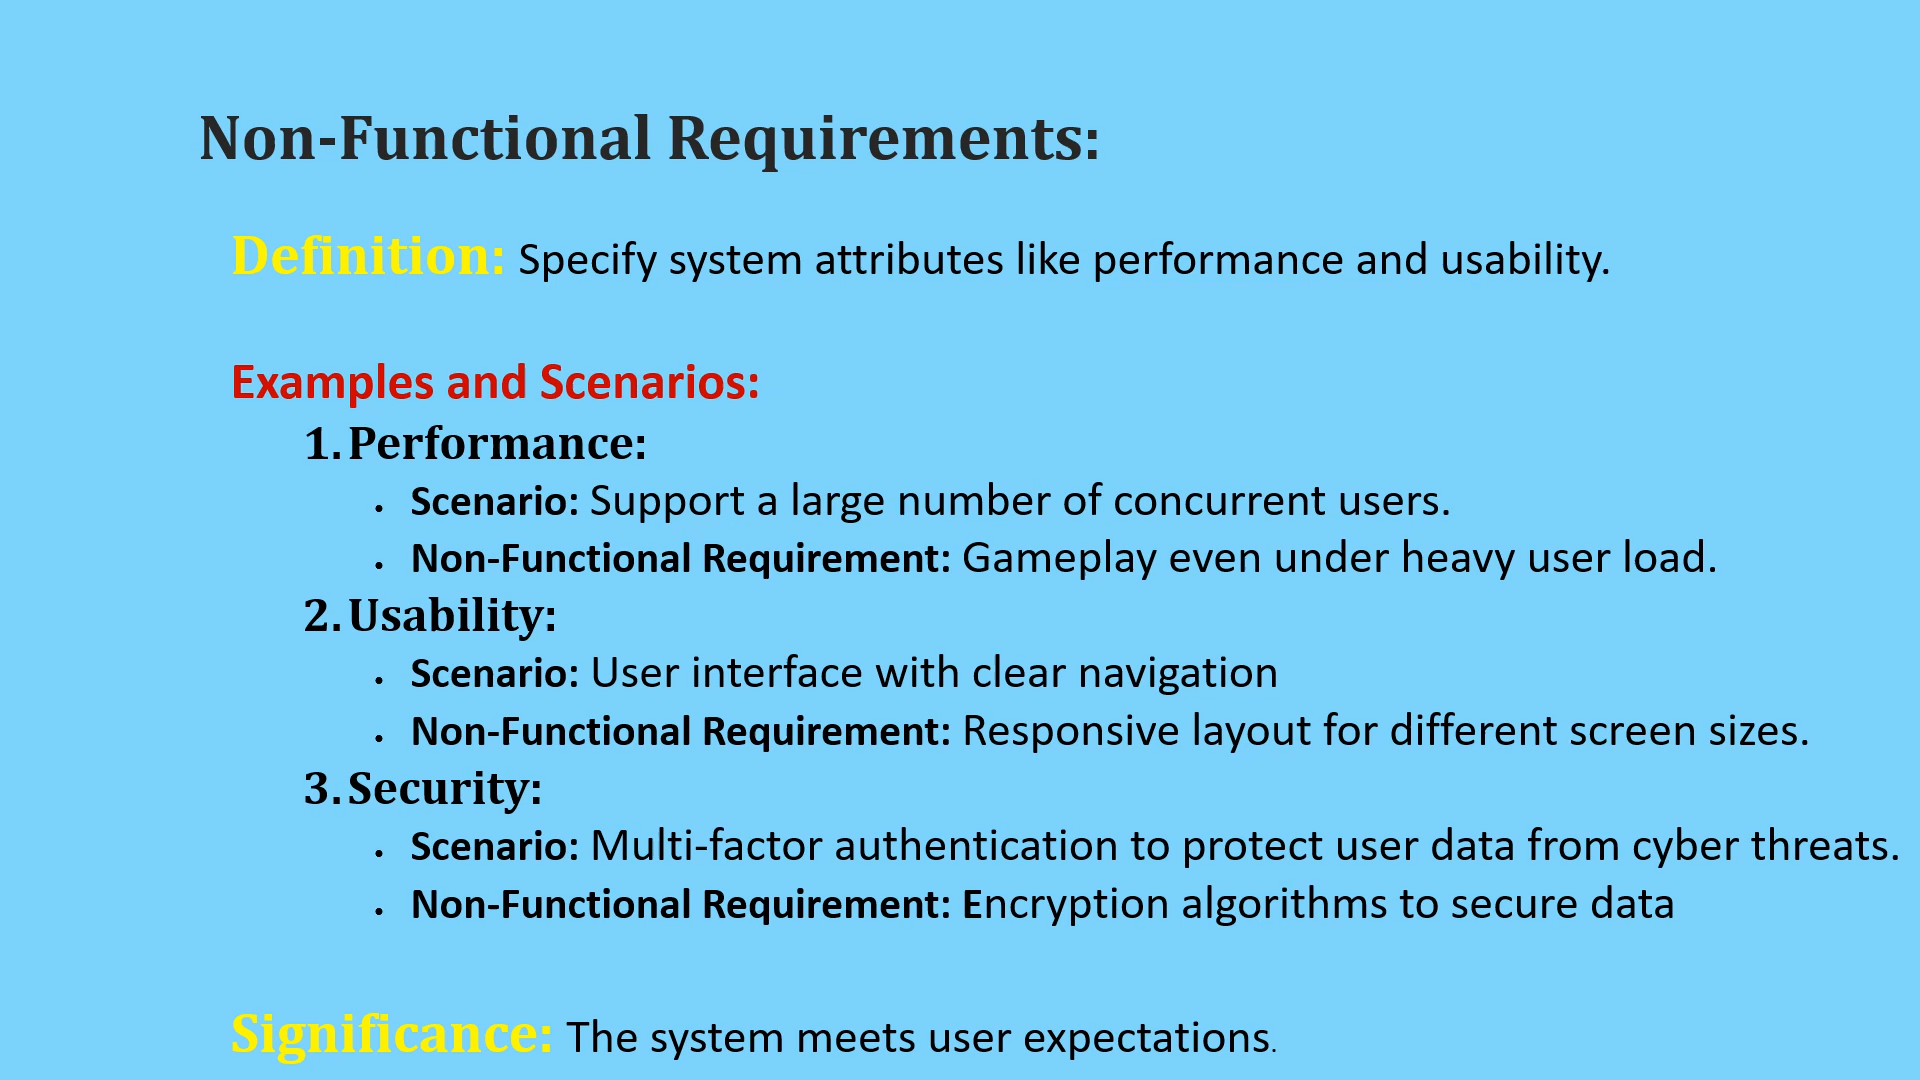 Non-Functional Requirements:
Definition: Specify system attributes like performance and usability.
Examples and Scenarios:
1. Performance:
• Scenario: Support a large number of concurrent users.
• Non-Functional Requirement: Gameplay even under heavy user load.
2. Usability:
• Scenario: User interface with clear navigation
• Non-Functional Requirement: Responsive layout for different screen sizes.
3. Security:
• Scenario: Multi-factor authentication to protect user data from cyber threats.
• Non-Functional Requirement: Encryption algorithms to secure data
Significance: The system meets user expectations.